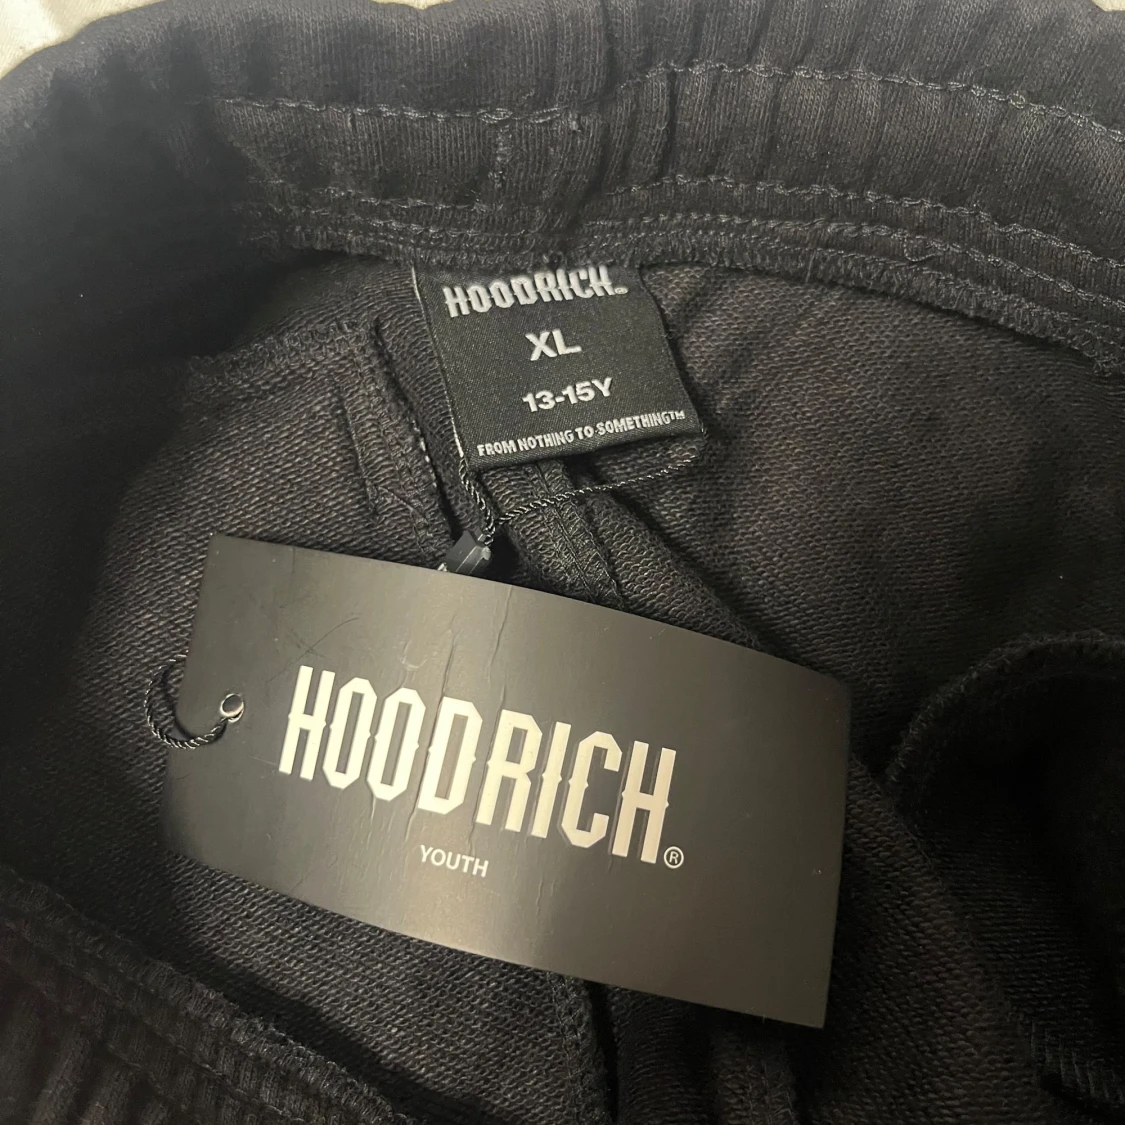 HOODRICH®
XL
13-15Y
FROM NOTHING TO SOMETHING™
HOODRICH®
YOUTH